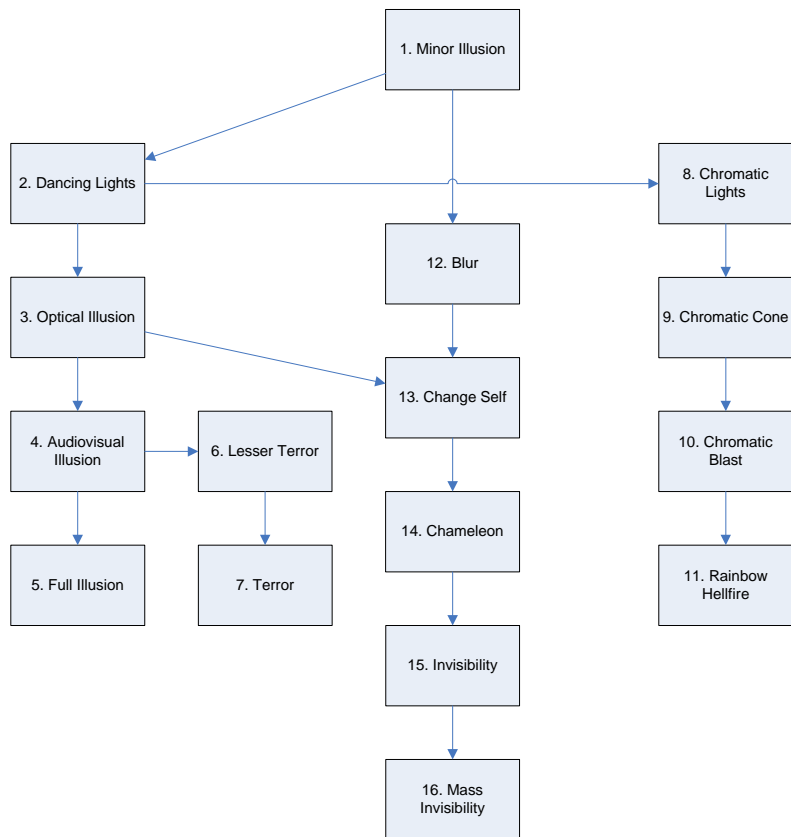 1. Minor Illusion
2. Dancing Lights
8. Chromatic
Lights
12. Blur
3. Optical Illusion
9. Chromatic Cone
13. Change Self
4. Audiovisual
Illusion
6. Lesser Terror
10. Chromatic
Blast
14. Chameleon
5. Full Illusion
7. Terror
11. Rainbow
Hellfire
15. Invisibility
16. Mass
Invisibility